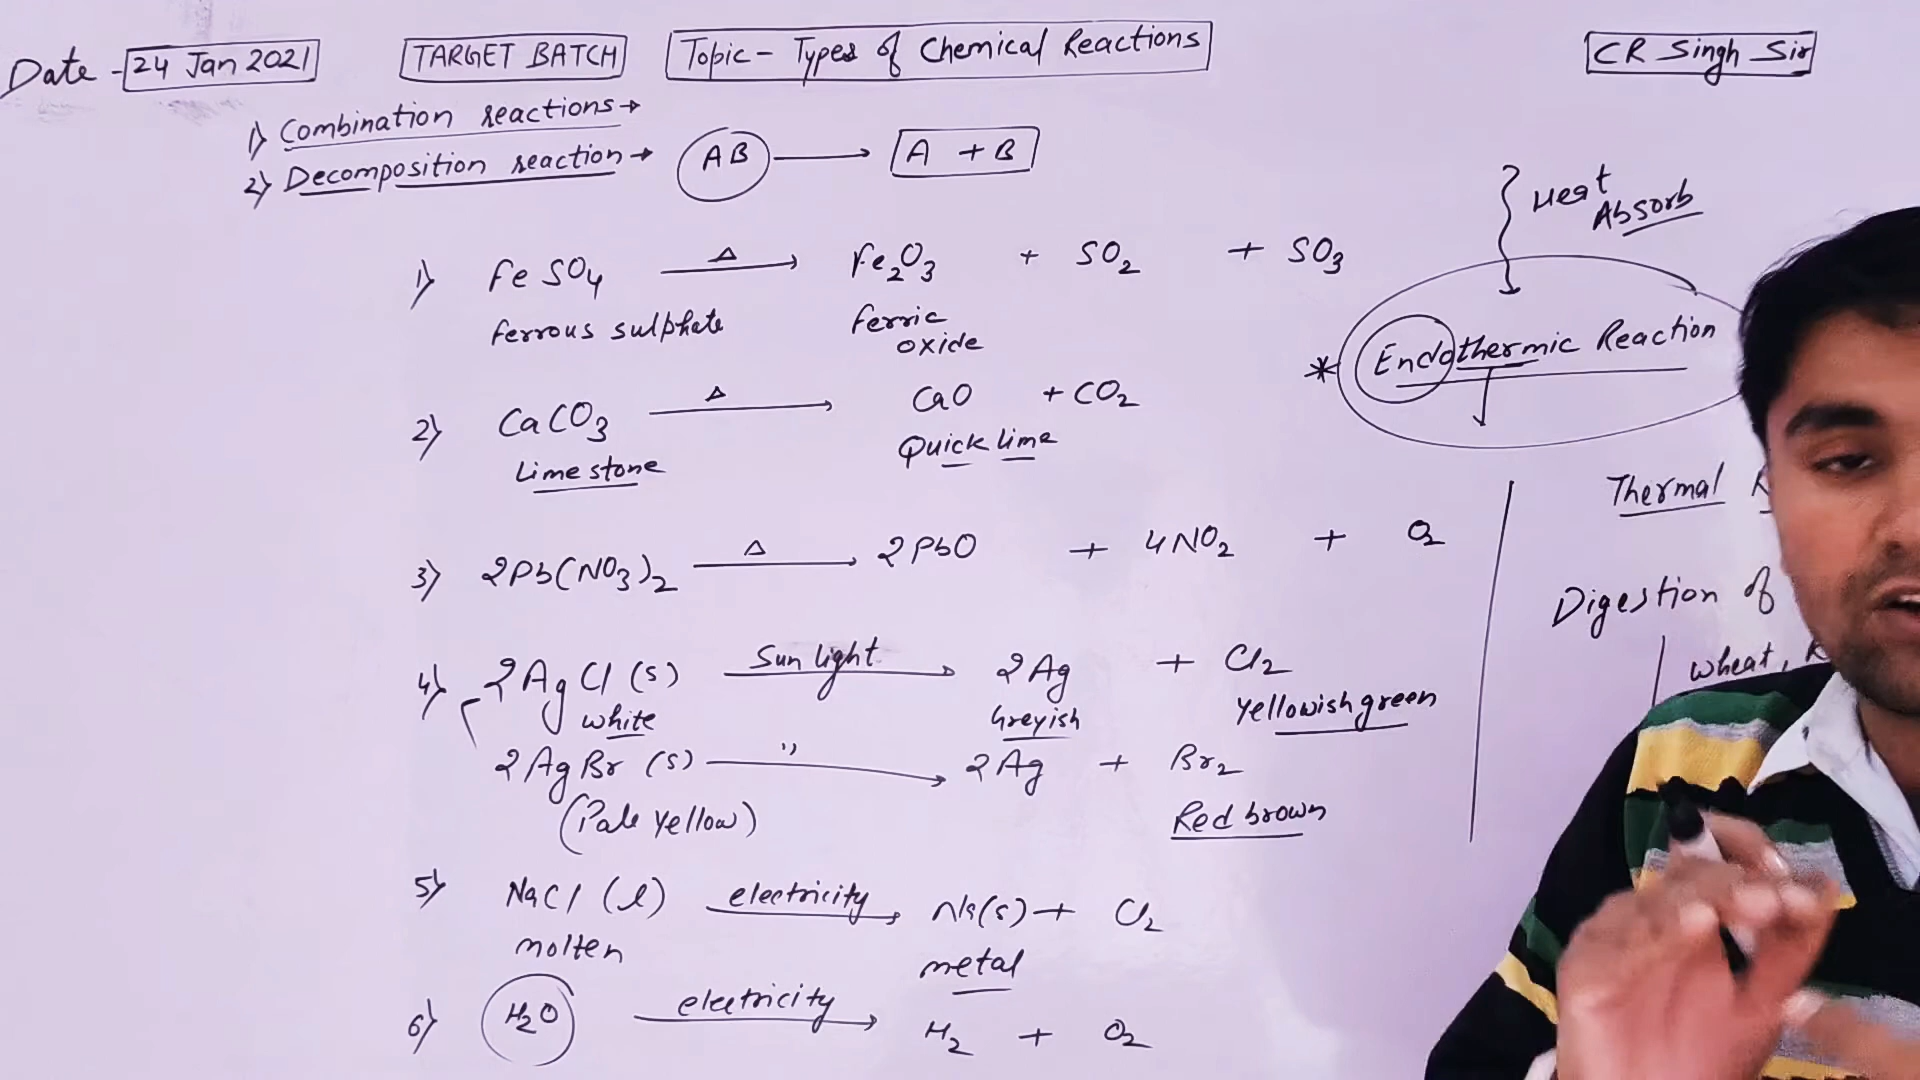 Date - 24 Jan 2021 TARGET BATCH Topic - Types of Chemical Reactions CR Singh Sir
1) Combination reactions →
2) Decomposition reaction → AB → A + B
Heat Absorb
1) FeSO4 Δ → Fe2O3 + SO2 + SO3
ferrous sulphate ferric oxide
* Endothermic Reaction
2) CaCO3 Δ → CaO + CO2
Lime stone Quick lime
Thermal
3) 2Pb(NO3)2 Δ → 2PbO + 4NO2 + O2
Digestion of
wheat,
4) 2AgCl (s) Sun light → 2Ag + Cl2
white Greyish Yellowish green
2AgBr (s) '' → 2Ag + Br2
(Pale Yellow) Red brown
5) NaCl (l) electricity → Na(s) + Cl2
molten metal
6) H2O electricity → H2 + O2